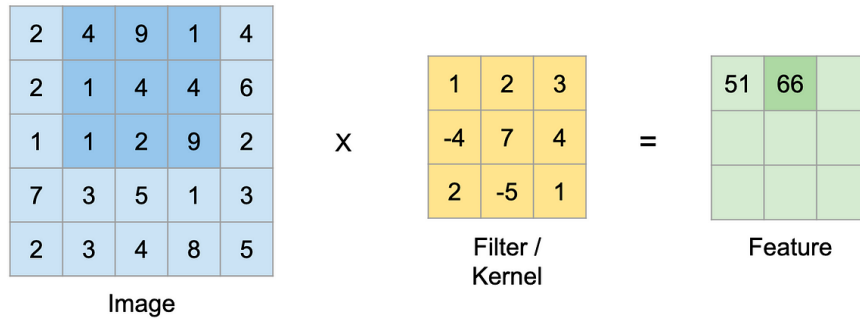 2 4 9 1 4
2 1 4 4 6
1 1 2 9 2
7 3 5 1 3
2 3 4 8 5
Image
x
1 2 3
-4 7 4
2 -5 1
Filter /
Kernel
=
51 66
Feature